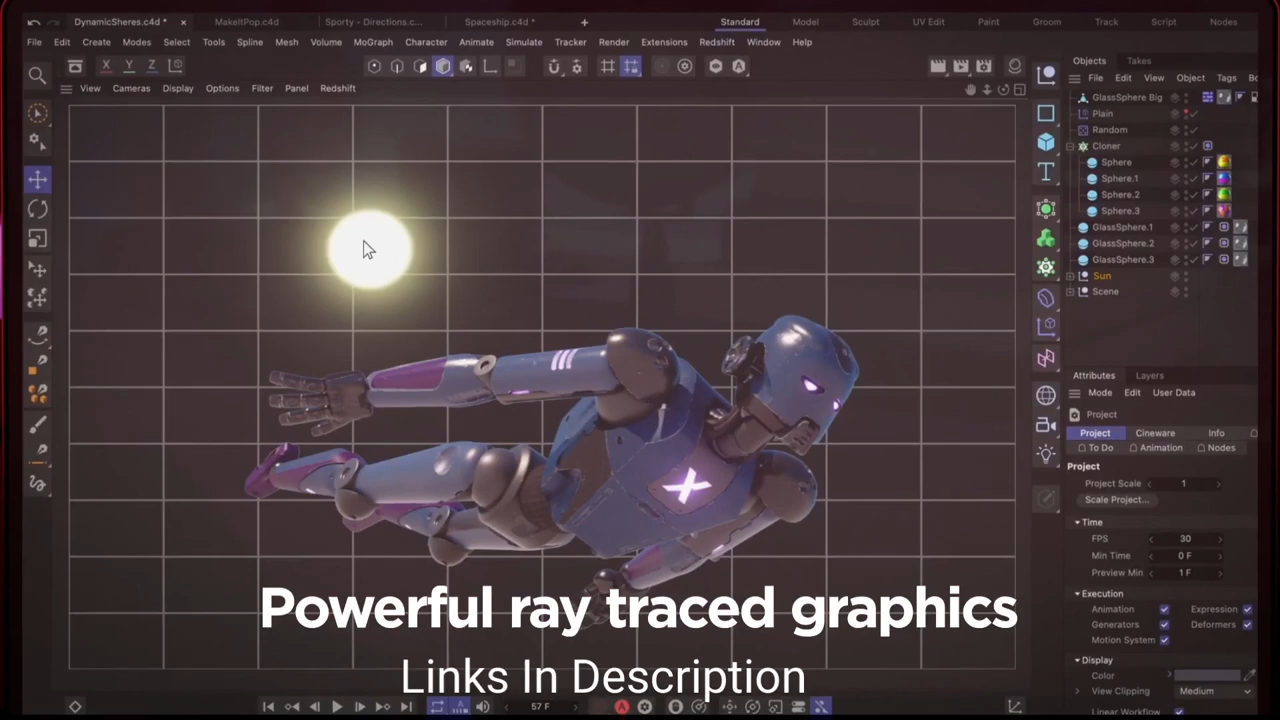 DynamicSheres.c4d * × MakeItPop.c4d Sporty - Directions.c... Spaceship.c4d * + Standard Model Sculpt UV Edit Paint Groom Track Script Nodes
File Edit Create Modes Select Tools Spline Mesh Volume MoGraph Character Animate Simulate Tracker Render Extensions Redshift Window Help
X Y Z
View Cameras Display Options Filter Panel Redshift
Objects Takes
File Edit View Object Tags
GlassSphere Big
Plain
Random
Cloner
Sphere
Sphere.1
Sphere.2
Sphere.3
GlassSphere.1
GlassSphere.2
GlassSphere.3
Sun
Scene
Attributes Layers
Mode Edit User Data
Project
Project Cineware Info
To Do Animation Nodes
Project
Project Scale 1
Scale Project...
Time
FPS 30
Min Time 0 F
Preview Min 1 F
Execution
Animation Expression
Generators Deformers
Motion System
Display
Color
View Clipping Medium
Linear Workflow
X
Powerful ray traced graphics
Links In Description
57 F